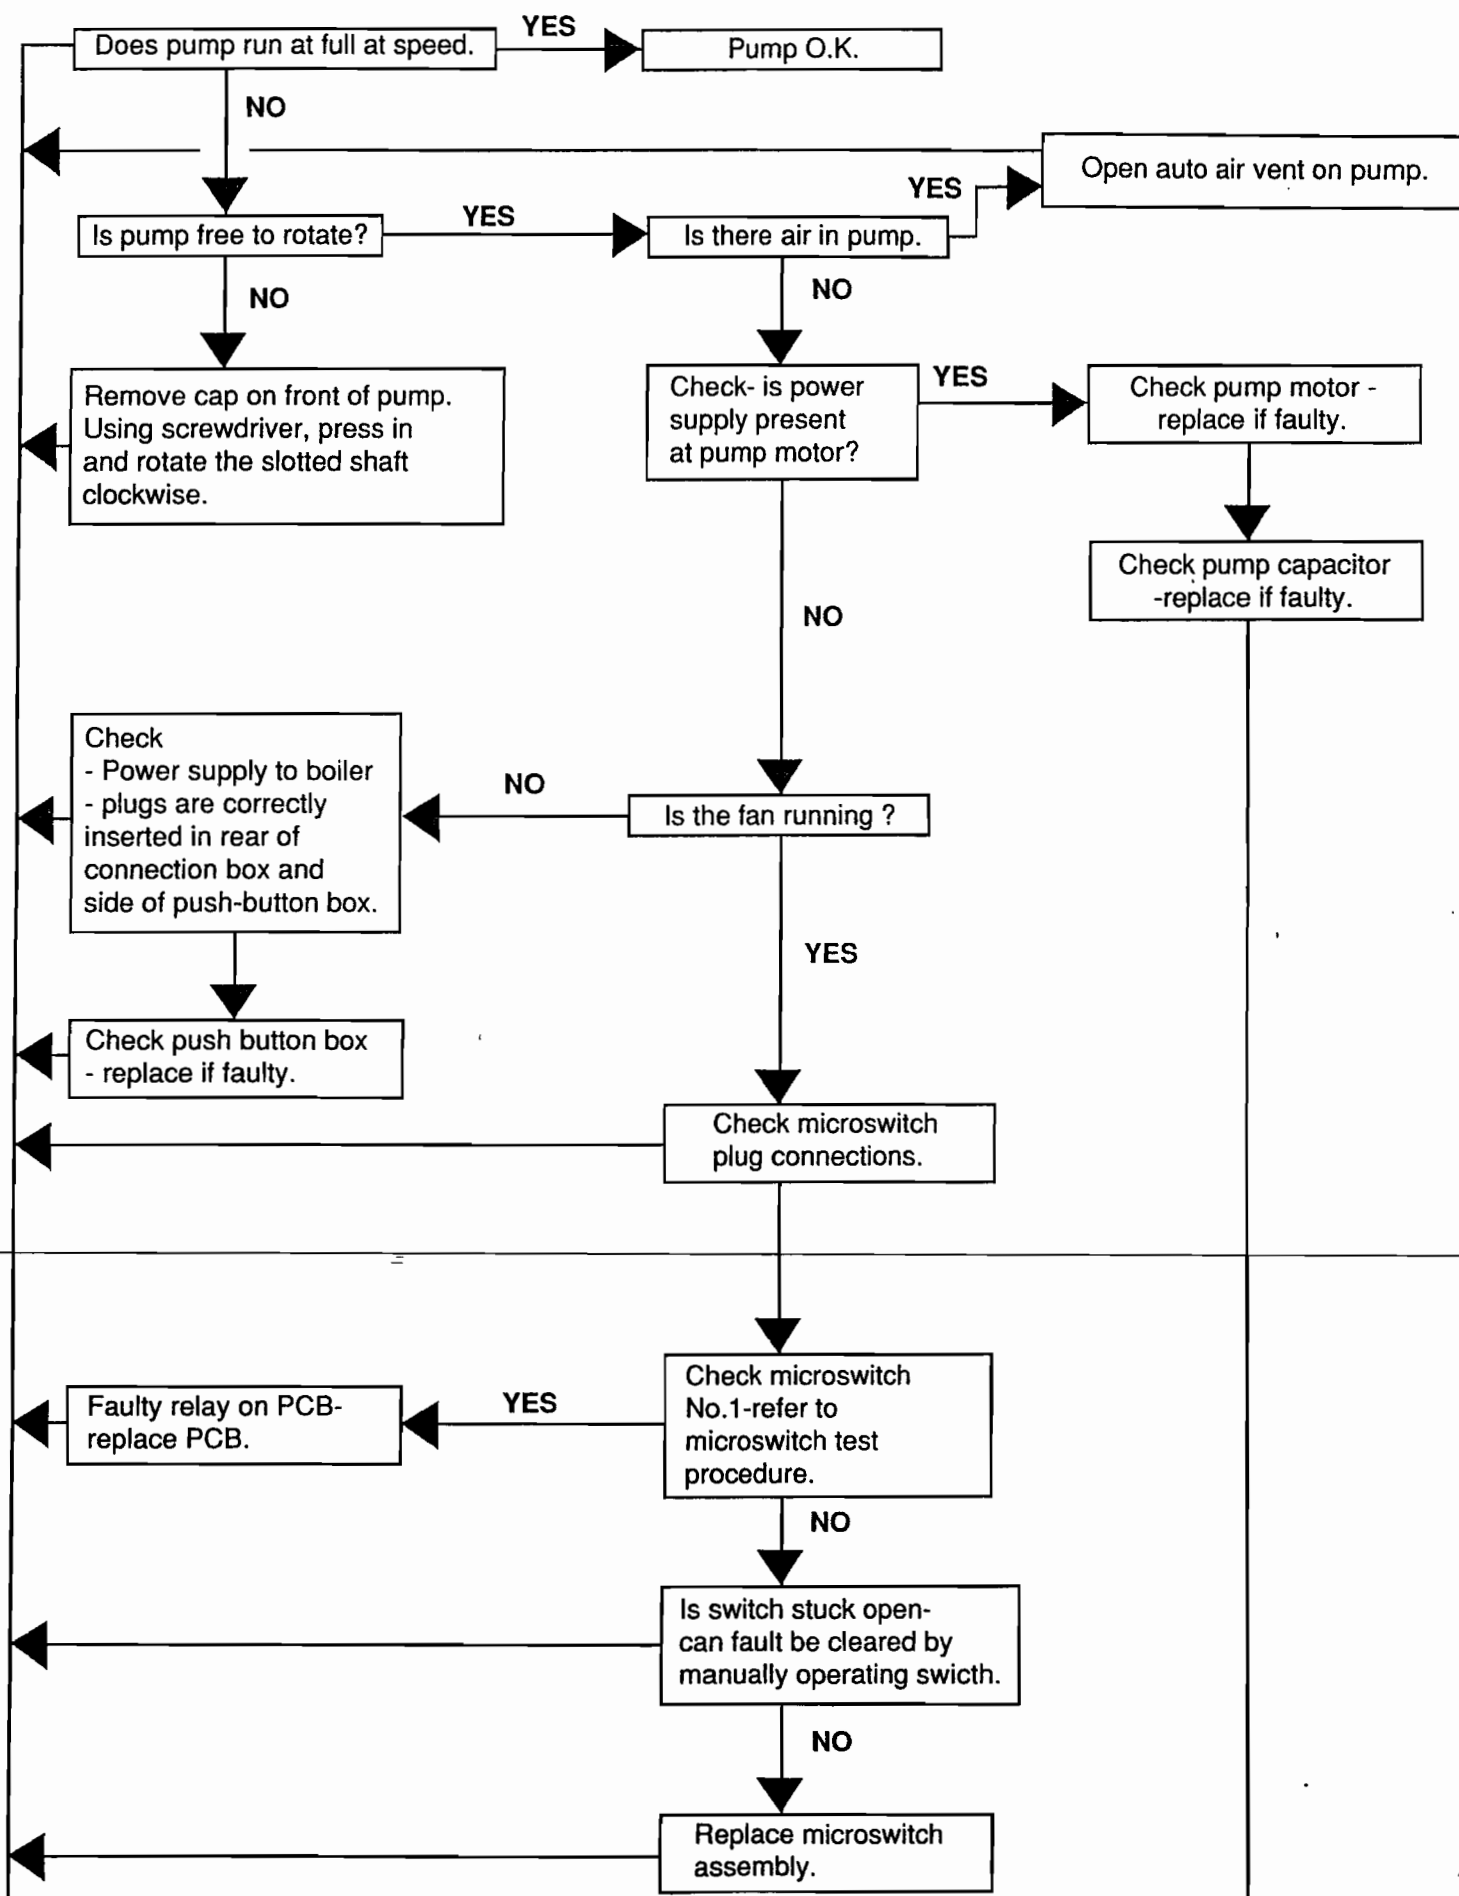 Does pump run at full at speed.
YES
Pump O.K.
NO
Open auto air vent on pump.
YES
Is pump free to rotate?
YES
Is there air in pump.
NO
NO
Remove cap on front of pump.
Using screwdriver, press in
and rotate the slotted shaft
clockwise.
Check- is power
supply present
at pump motor?
YES
Check pump motor -
replace if faulty.
Check pump capacitor
-replace if faulty.
NO
Check
- Power supply to boiler
- plugs are correctly
inserted in rear of
connection box and
side of push-button box.
NO
Is the fan running ?
YES
Check push button box
- replace if faulty.
Check microswitch
plug connections.
Faulty relay on PCB-
replace PCB.
YES
Check microswitch
No.1-refer to
microswitch test
procedure.
NO
Is switch stuck open-
can fault be cleared by
manually operating swicth.
NO
Replace microswitch
assembly.